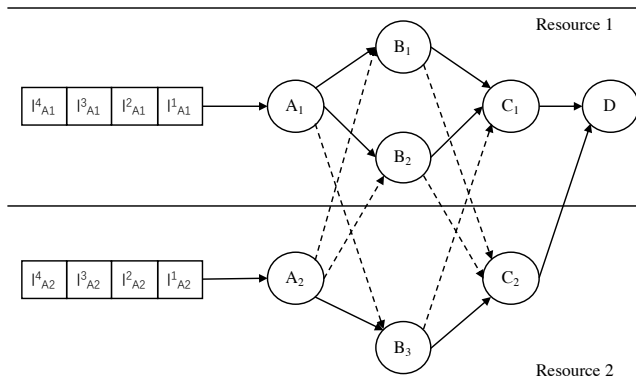 Resource 1
B₁
I⁴A1 I³A1 I²A1 I¹A1 A₁ C₁ D
B₂
I⁴A2 I³A2 I²A2 I¹A2 A₂ C₂
B₃
Resource 2